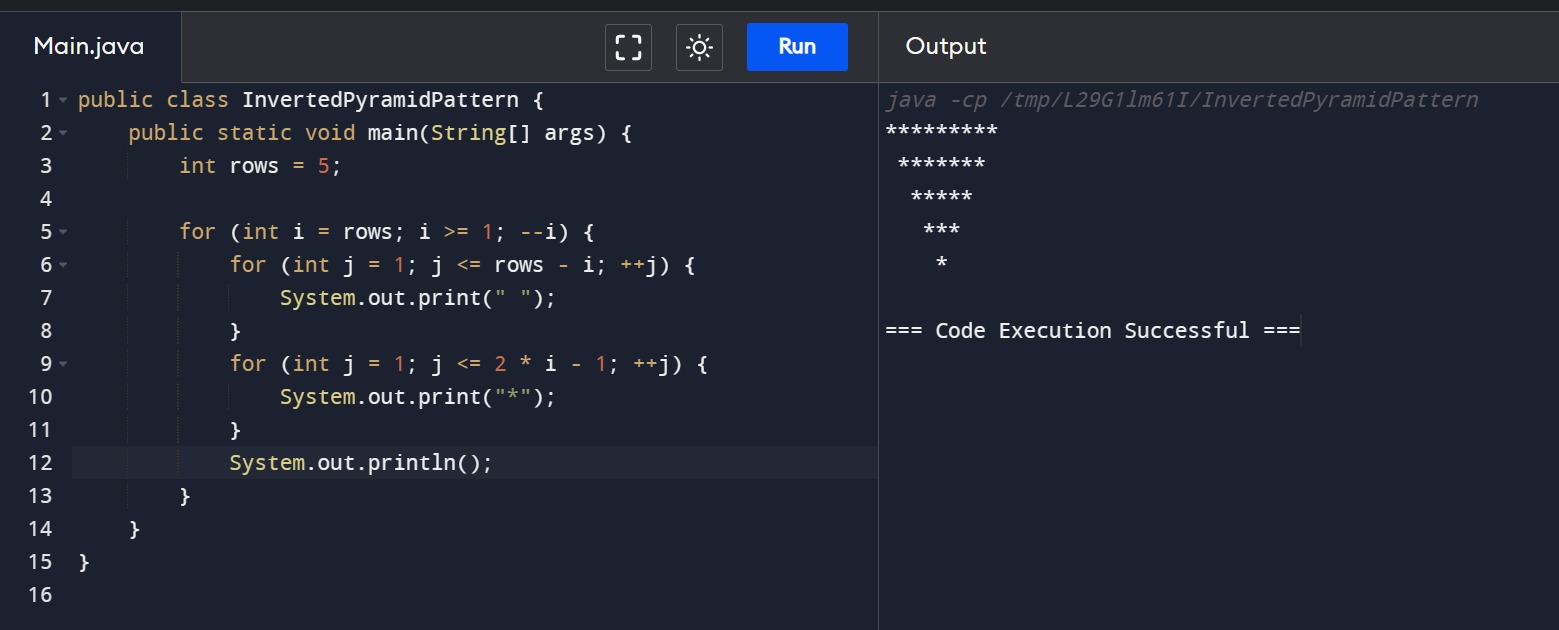 Main.java
Run
Output
1 public class InvertedPyramidPattern {
2     public static void main(String[] args) {
3         int rows = 5;
4
5         for (int i = rows; i >= 1; --i) {
6             for (int j = 1; j <= rows - i; ++j) {
7                 System.out.print(" ");
8             }
9             for (int j = 1; j <= 2 * i - 1; ++j) {
10                 System.out.print("*");
11             }
12             System.out.println();
13         }
14     }
15 }
16
java -cp /tmp/L29G1lm61I/InvertedPyramidPattern
*********
 *******
  *****
   ***
    *
=== Code Execution Successful ===